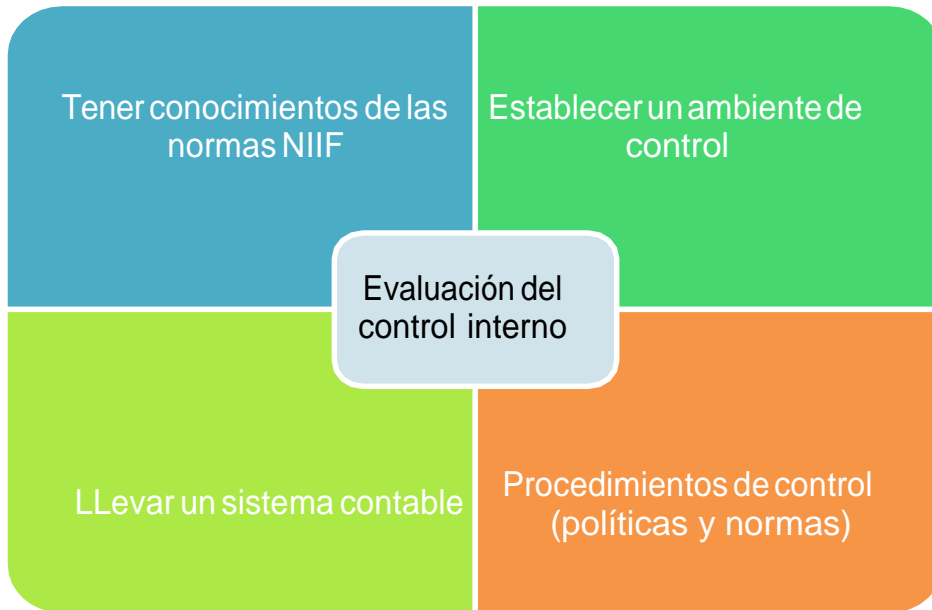 Tener conocimientos de las
normas NIIF
Establecer un ambiente de
control
Evaluación del
control interno
LLevar un sistema contable
Procedimientos de control
(políticas y normas)